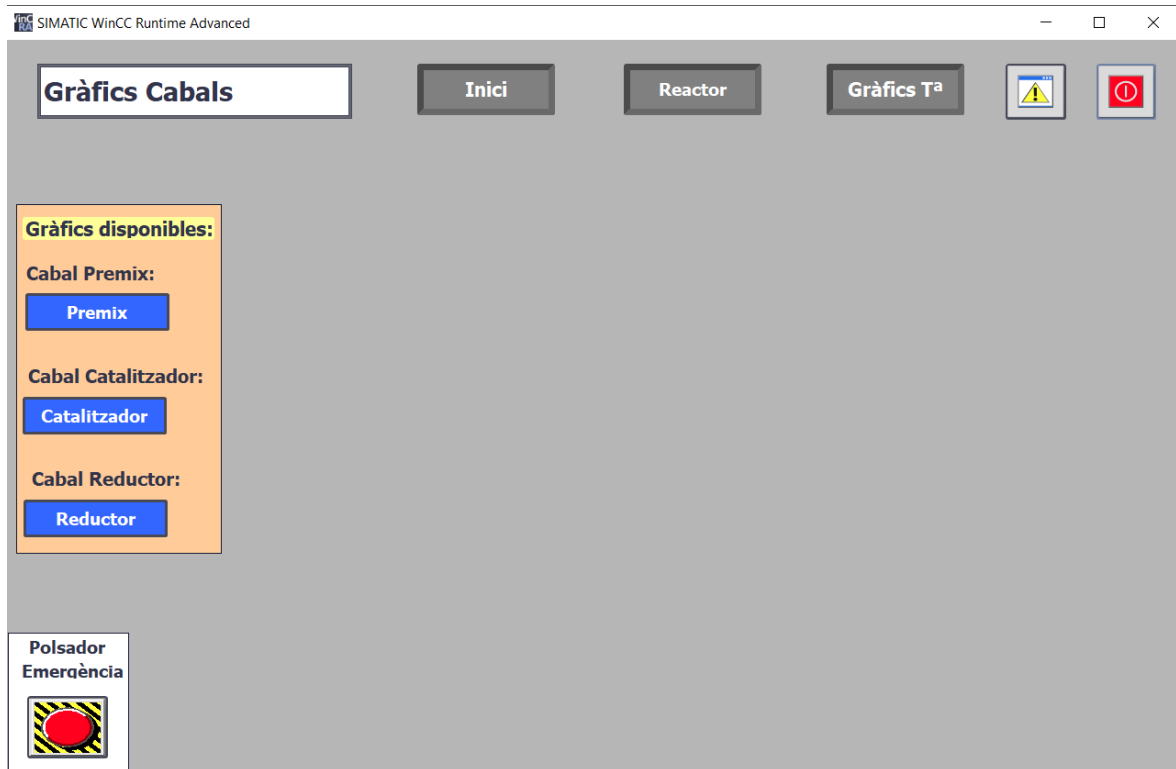 SIMATIC WinCC Runtime Advanced
Gràfics Cabals
Inici
Reactor
Gràfics Tª
Gràfics disponibles:
Cabal Premix:
Premix
Cabal Catalitzador:
Catalitzador
Cabal Reductor:
Reductor
Polsador
Emergència